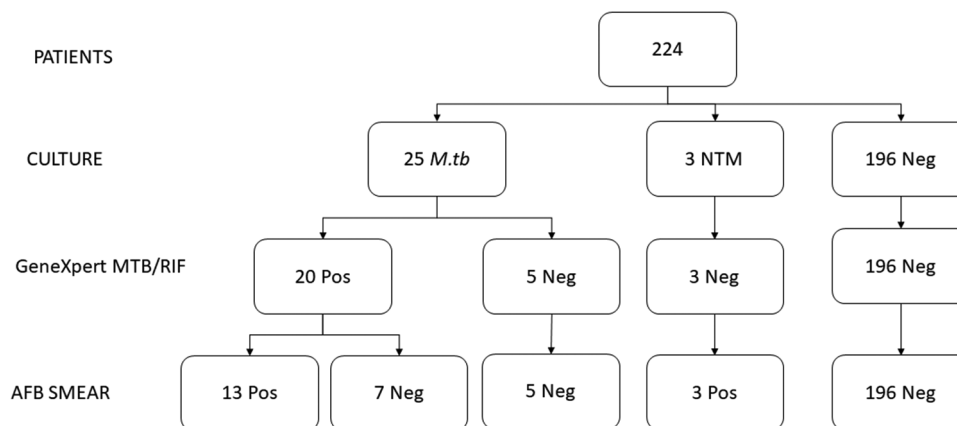 224
PATIENTS
CULTURE
25 M.tb
3 NTM
196 Neg
GeneXpert MTB/RIF
20 Pos
5 Neg
3 Neg
196 Neg
AFB SMEAR
13 Pos
7 Neg
5 Neg
3 Pos
196 Neg